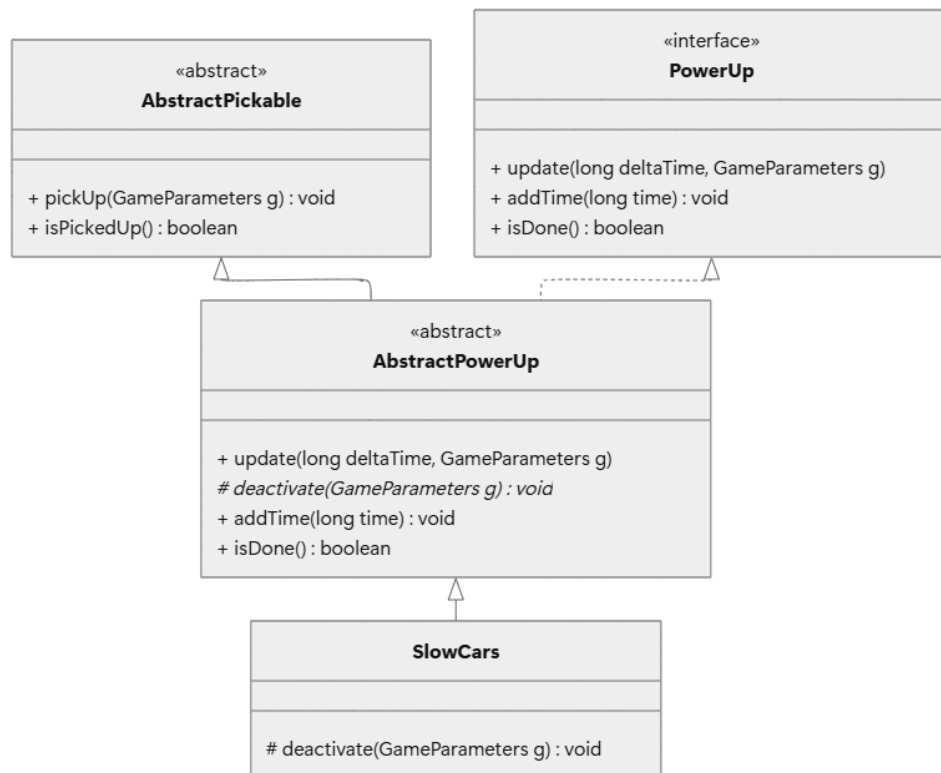 «abstract»
AbstractPickable
+ pickUp(GameParameters g) : void
+ isPickedUp() : boolean
«interface»
PowerUp
+ update(long deltaTime, GameParameters g)
+ addTime(long time) : void
+ isDone() : boolean
«abstract»
AbstractPowerUp
+ update(long deltaTime, GameParameters g)
# deactivate(GameParameters g) : void
+ addTime(long time) : void
+ isDone() : boolean
SlowCars
# deactivate(GameParameters g) : void